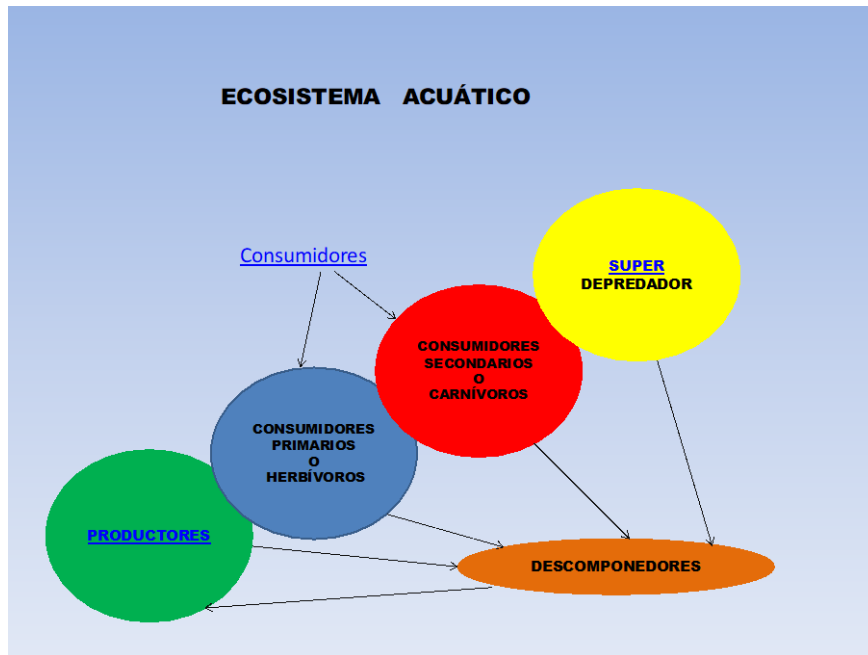 ECOSISTEMA ACUÁTICO
Consumidores
SUPER
DEPREDADOR
CONSUMIDORES
SECONDARIOS
O
CARNÍVOROS
CONSUMIDORES
PRIMARIOS
O
HERBÍVOROS
PRODUCTORES
DESCOMPONEDORES